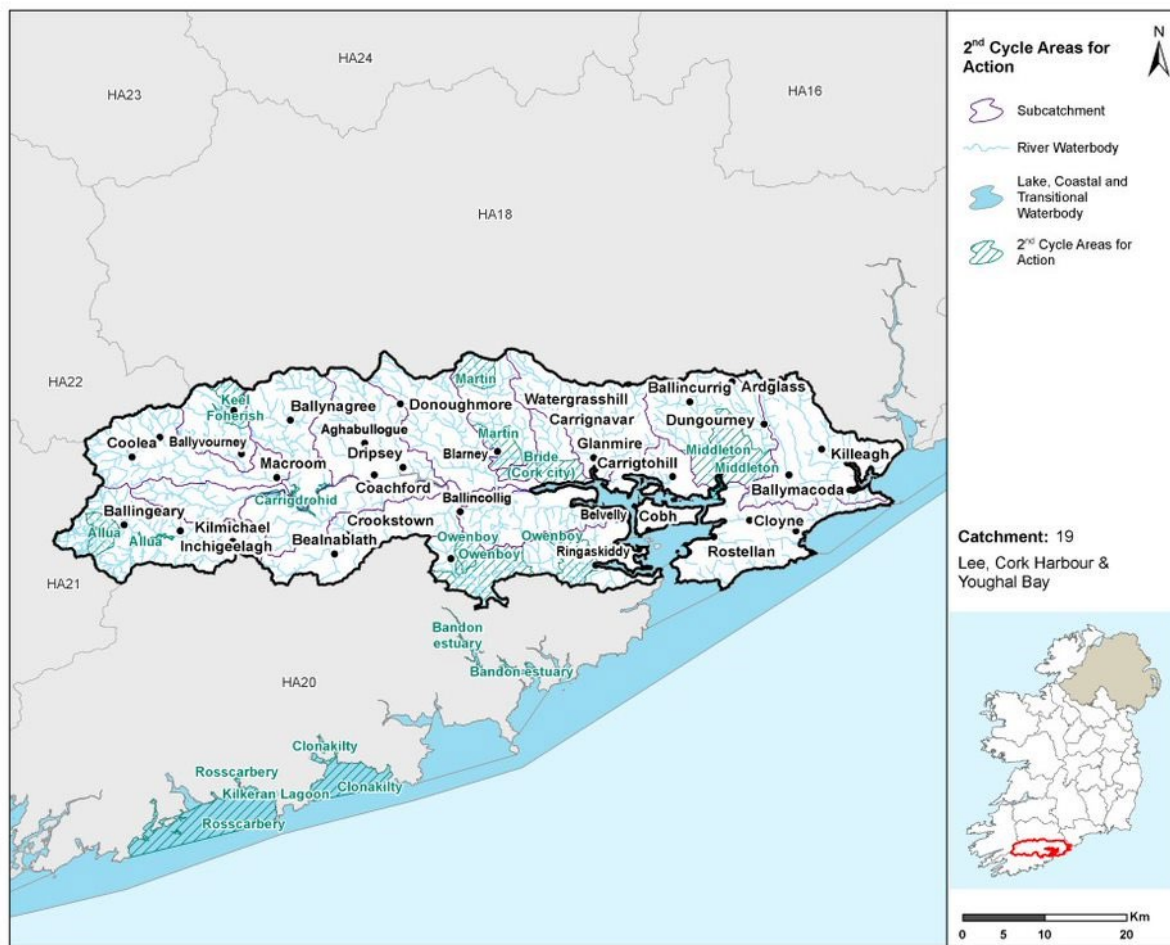 HA23
HA24
HA16
HA18
HA22
HA21
HA20
Martin
Keel
Foherish
Ballynagree
Donoughmore
Watergrasshill
Ballincurrig
Ardglass
Carrignavar
Dungourney
Coolea
Ballyvourney
Aghabullogue
Martin
Glanmire
Middleton
Killeagh
Dripsey
Blarney
Bride
(Cork city)
Carrigtohill
Middleton
Macroom
Coachford
Ballymacoda
Carrigdrohid
Ballincollig
Belvelly
Cobh
Ballingeary
Kilmichael
Crookstown
Cloyne
Allua
Allua
Inchigeelagh
Bealnablath
Owenboy
Owenboy
Owenboy
Ringaskiddy
Rostellan
Bandon
estuary
Bandon estuary
Clonakilty
Rosscarbery
Kilkeran Lagoon
Clonakilty
Rosscarbery
N
2nd Cycle Areas for
Action
Subcatchment
River Waterbody
Lake, Coastal and
Transitional
Waterbody
2nd Cycle Areas for
Action
Catchment: 19
Lee, Cork Harbour &
Youghal Bay
Km
0 5 10 20